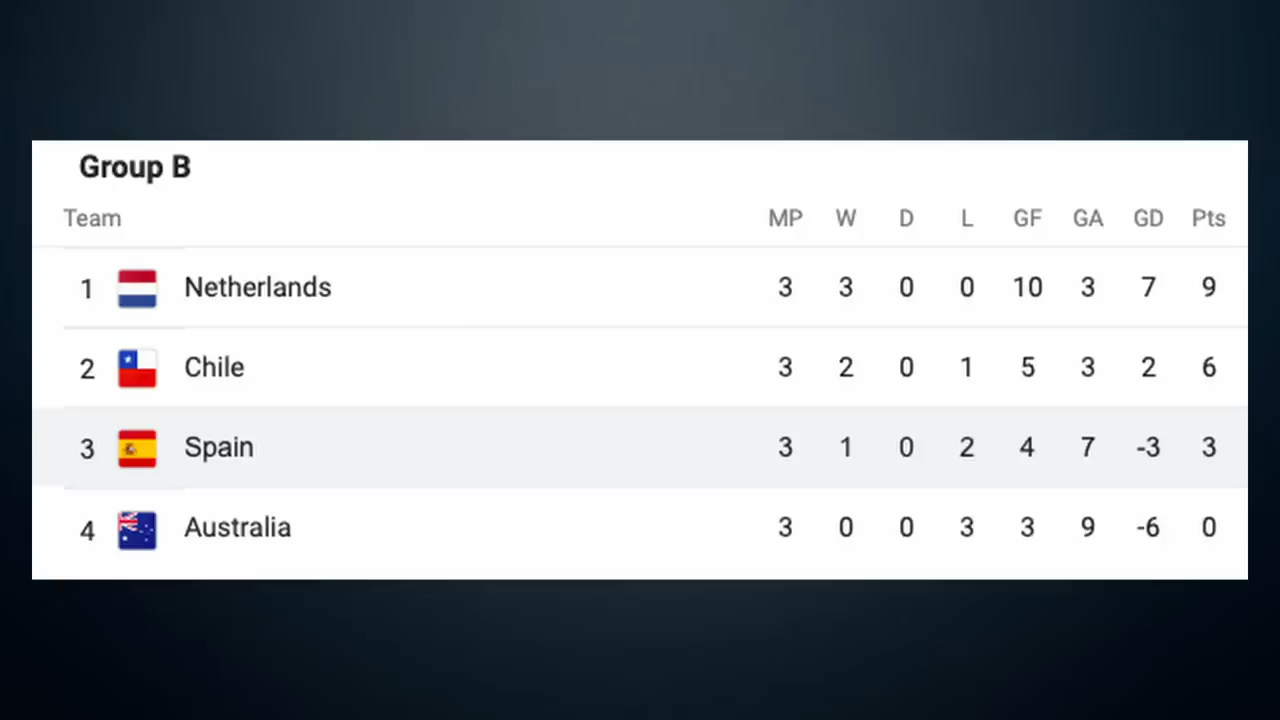 Group B
Team MP W D L GF GA GD Pts
1 Netherlands 3 3 0 0 10 3 7 9
2 Chile 3 2 0 1 5 3 2 6
3 Spain 3 1 0 2 4 7 -3 3
4 Australia 3 0 0 3 3 9 -6 0